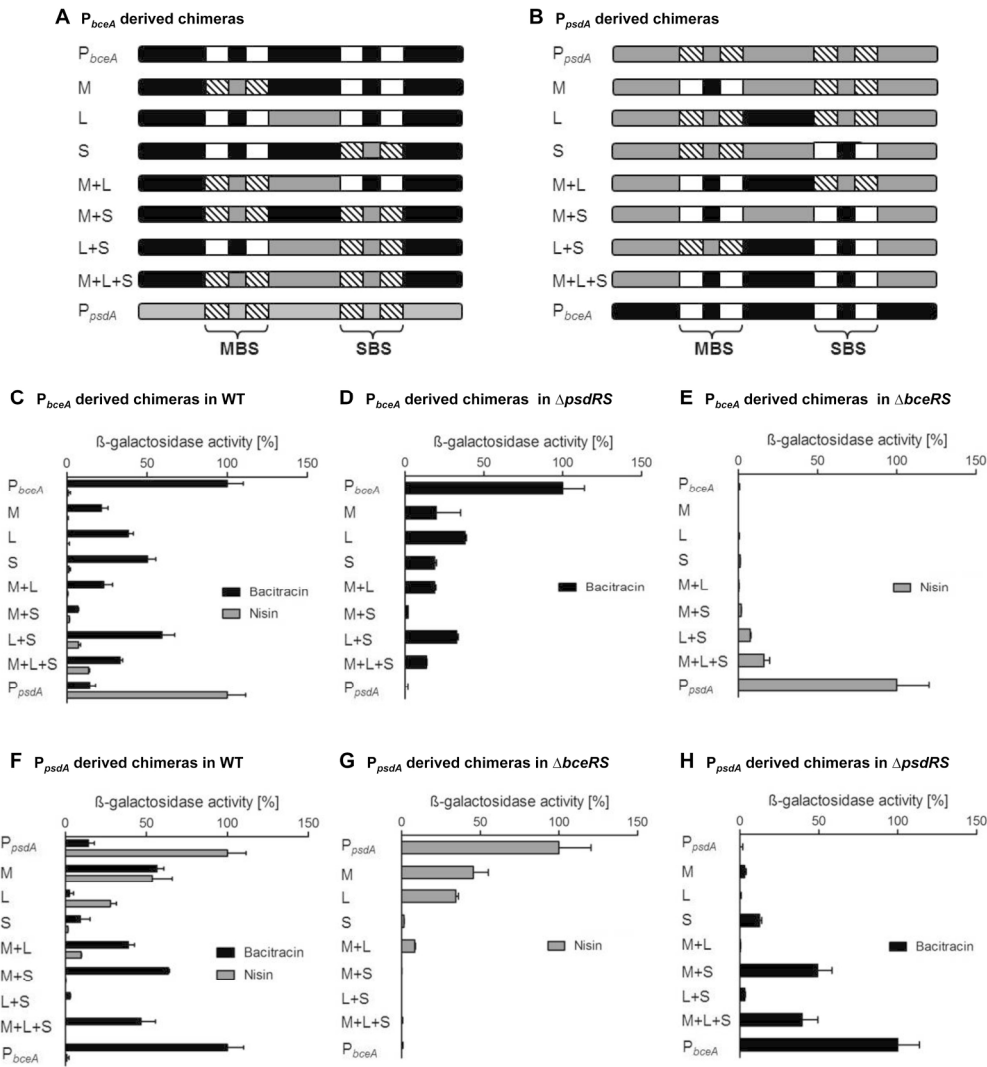 A P bceA derived chimeras
PbceA
M
L
S
M+L
M+S
L+S
M+L+S
PpsdA
MBS SBS
B PpsdA derived chimeras
PpsdA
M
L
S
M+L
M+S
L+S
M+L+S
PbceA
MBS SBS
C PbceA derived chimeras in WT
ß-galactosidase activity [%]
0 50 100 150
PbceA
M
L
S
M+L
M+S
L+S
M+L+S
PpsdA
Bacitracin
Nisin
D PbceA derived chimeras in ΔpsdRS
ß-galactosidase activity [%]
0 50 100 150
PbceA
M
L
S
M+L
M+S
L+S
M+L+S
PpsdA
Bacitracin
E PbceA derived chimeras in ΔbceRS
ß-galactosidase activity [%]
0 50 100 150
PbceA
M
L
S
M+L
M+S
L+S
M+L+S
PpsdA
Nisin
F PpsdA derived chimeras in WT
ß-galactosidase activity [%]
0 50 100 150
PpsdA
M
L
S
M+L
M+S
L+S
M+L+S
PbceA
Bacitracin
Nisin
G PpsdA derived chimeras in ΔbceRS
ß-galactosidase activity [%]
0 50 100 150
PpsdA
M
L
S
M+L
M+S
L+S
M+L+S
PbceA
Nisin
H PpsdA derived chimeras in ΔpsdRS
ß-galactosidase activity [%]
0 50 100 150
PpsdA
M
L
S
M+L
M+S
L+S
M+L+S
PbceA
Bacitracin